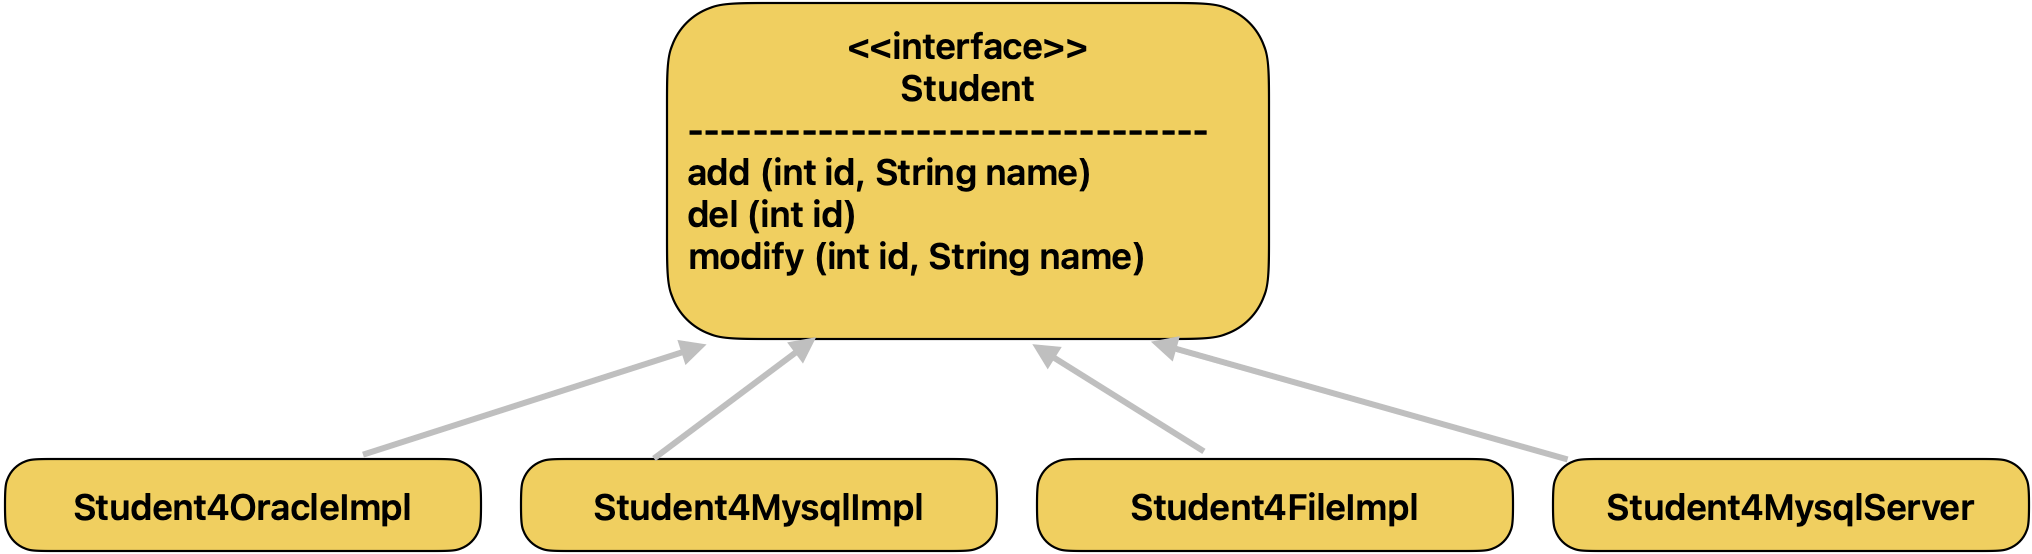 <<interface>>
Student
---------------------------------
add (int id, String name)
del (int id)
modify (int id, String name)
Student4OracleImpl
Student4MysqlImpl
Student4FileImpl
Student4MysqlServer